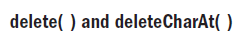 delete( ) and deleteCharAt( )